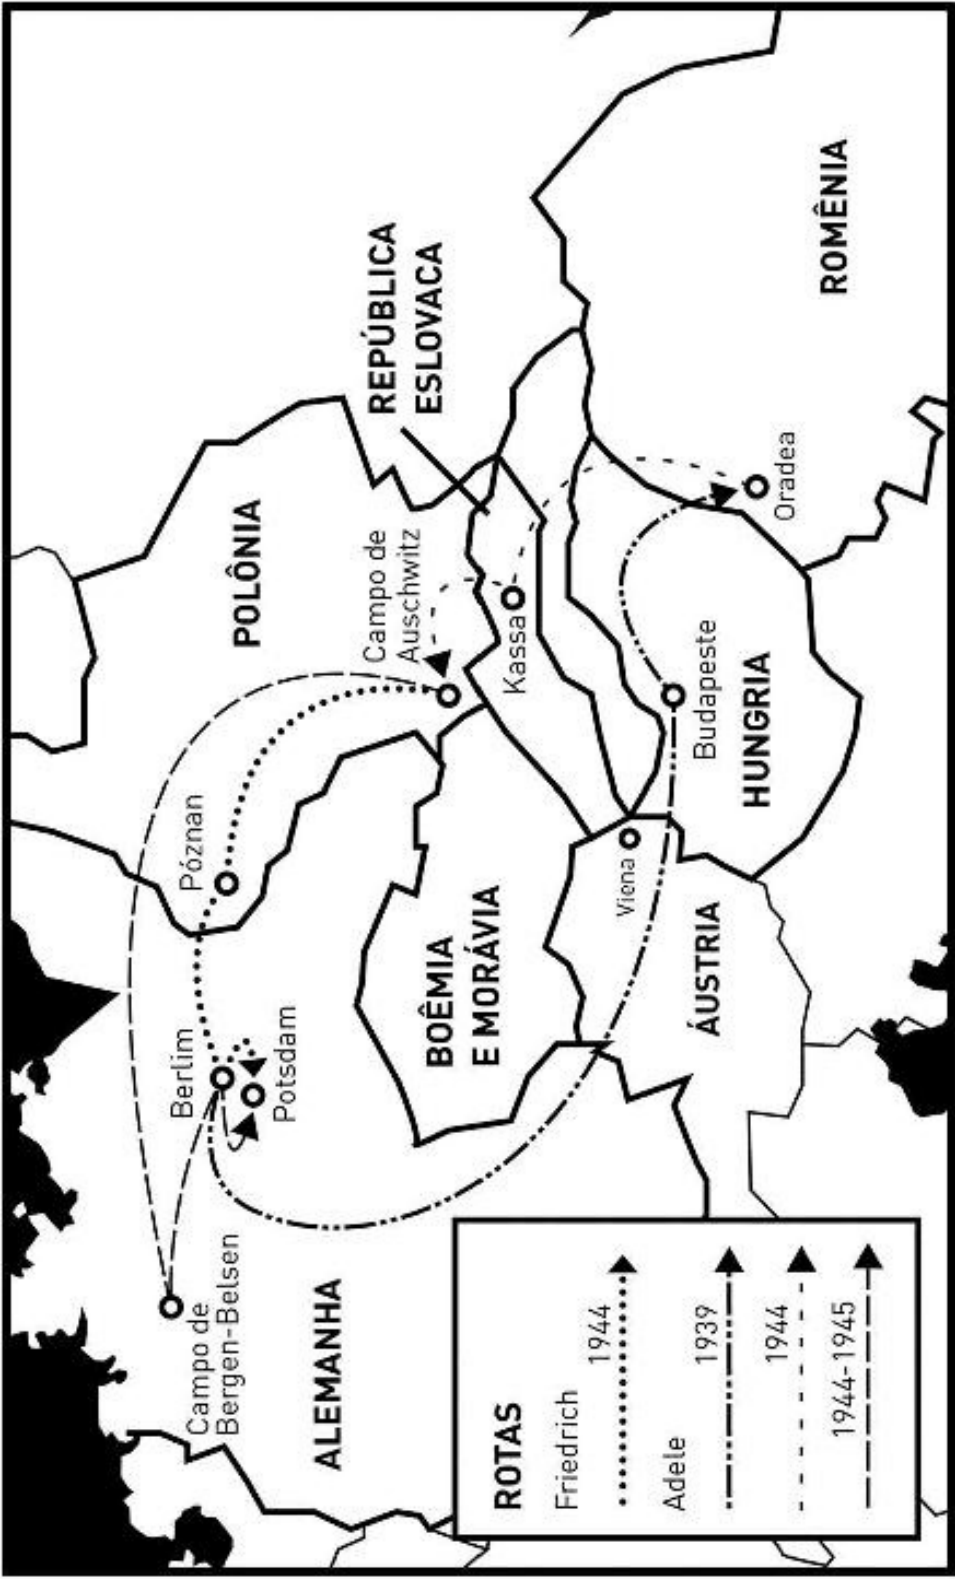 Campo de
Bergen-Belsen
ALEMANHA
Berlim
Potsdam
Póznan
POLÔNIA
Campo de
Auschwitz
REPÚBLICA
ESLOVACA
BOÊMIA
E MORÁVIA
Kassa
Viena
ÁUSTRIA
Budapeste
HUNGRIA
Oradea
ROMÊNIA
ROTAS
Friedrich
1944
Adele
1939
1944
1944-1945